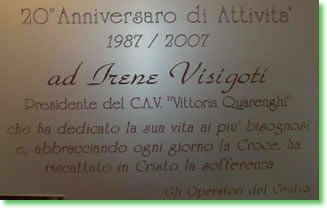 20° Anniversaro di Attivita'
1987 / 2007
ad Irene Visigoti
Presidente del C.A.V. "Vittoria Quarenghi"
che ha dedicato la sua vita ai piu' bisognosi
e, abbracciando ogni giorno la Croce, ha
riscattato in Cristo la sofferenza
Gli Operatori del Centro